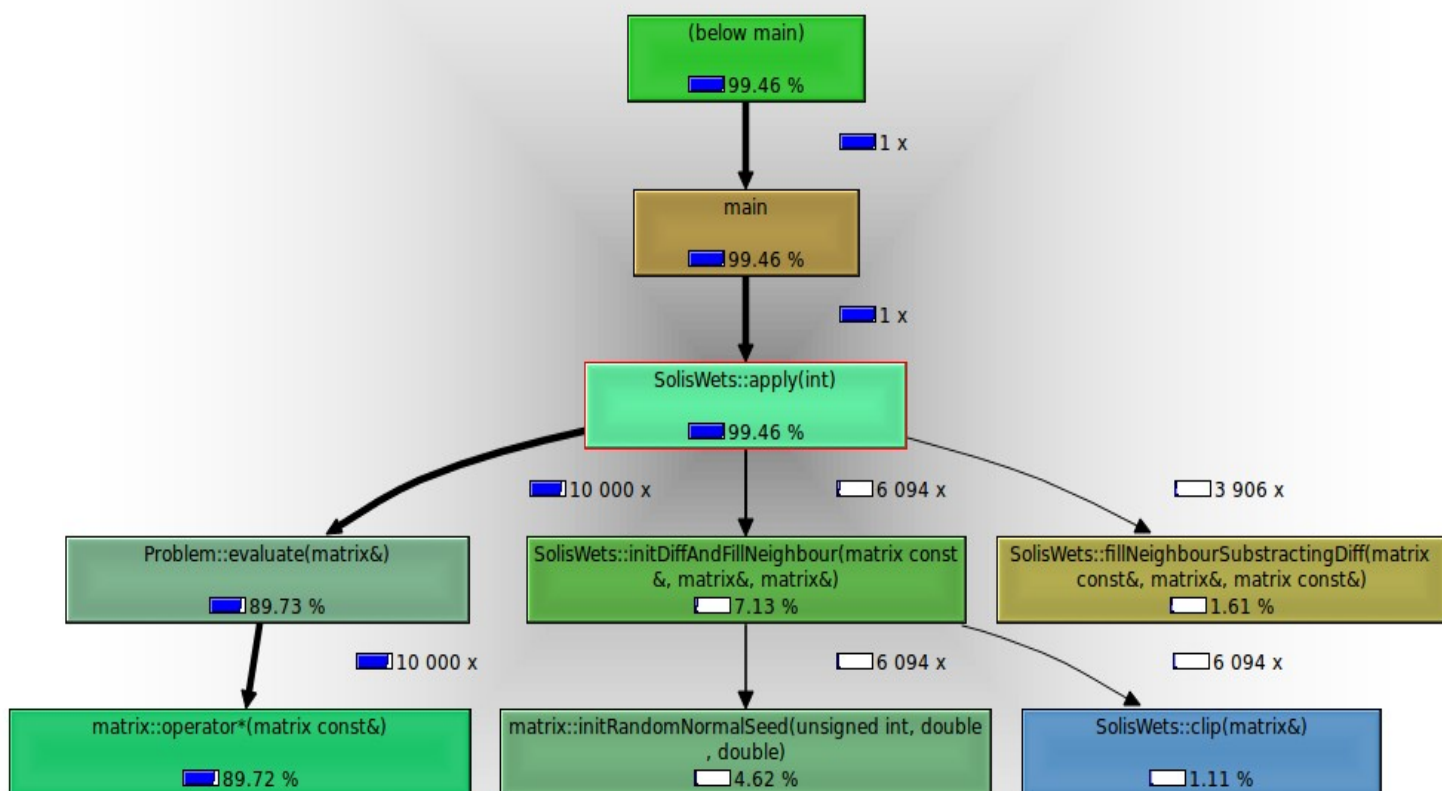 (below main)
99.46 %
1 x
main
99.46 %
1 x
SolisWets::apply(int)
99.46 %
10 000 x
6 094 x
3 906 x
Problem::evaluate(matrix&)
89.73 %
SolisWets::initDiffAndFillNeighbour(matrix const
&, matrix&, matrix&)
7.13 %
SolisWets::fillNeighbourSubstractingDiff(matrix
const&, matrix&, matrix const&)
1.61 %
10 000 x
6 094 x
6 094 x
matrix::operator*(matrix const&)
89.72 %
matrix::initRandomNormalSeed(unsigned int, double
, double)
4.62 %
SolisWets::clip(matrix&)
1.11 %